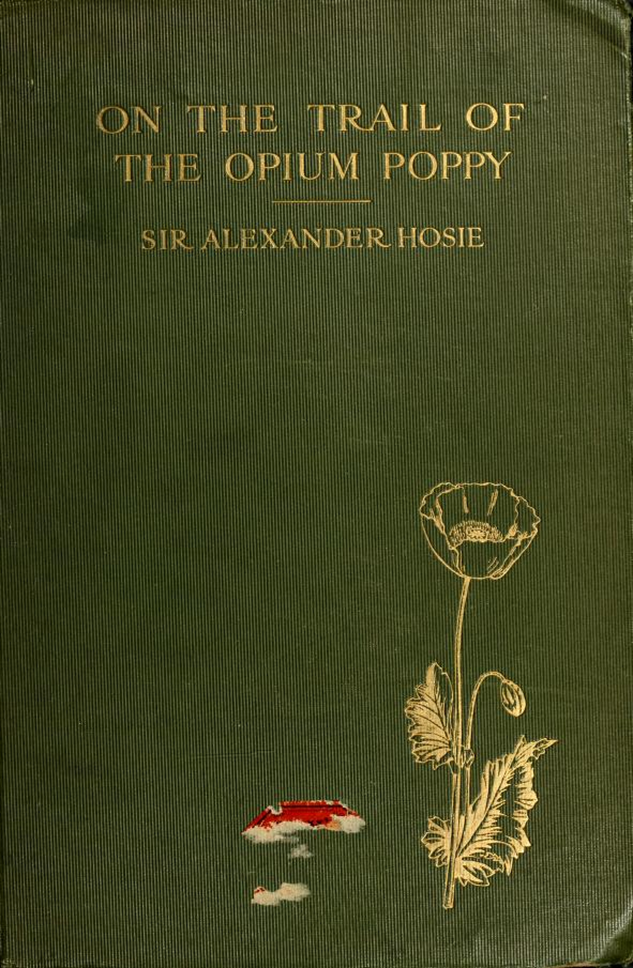 ON THE TRAIL OF
THE OPIUM POPPY
SIR ALEXANDER HOSIE